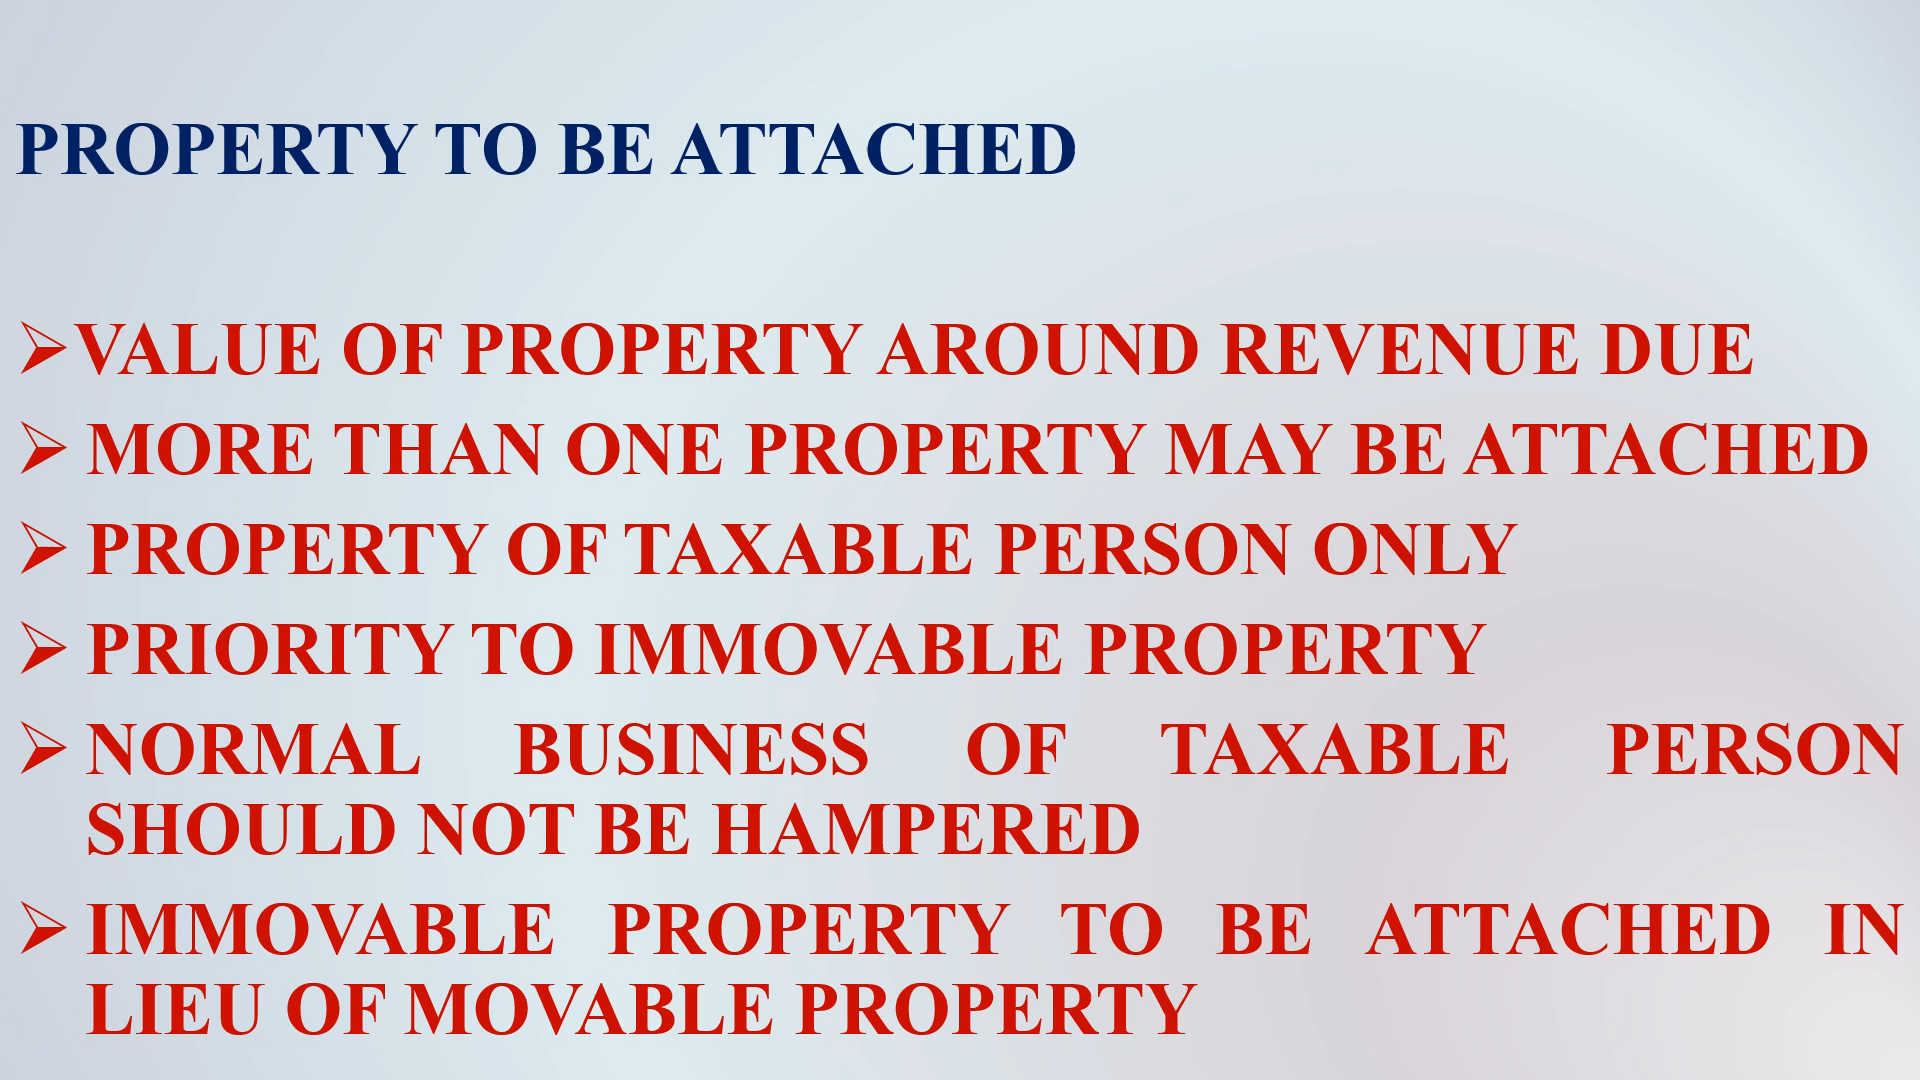 PROPERTY TO BE ATTACHED
➢VALUE OF PROPERTY AROUND REVENUE DUE
➢ MORE THAN ONE PROPERTY MAY BE ATTACHED
➢ PROPERTY OF TAXABLE PERSON ONLY
➢ PRIORITY TO IMMOVABLE PROPERTY
➢ NORMAL BUSINESS OF TAXABLE PERSON
SHOULD NOT BE HAMPERED
➢ IMMOVABLE PROPERTY TO BE ATTACHED IN
LIEU OF MOVABLE PROPERTY